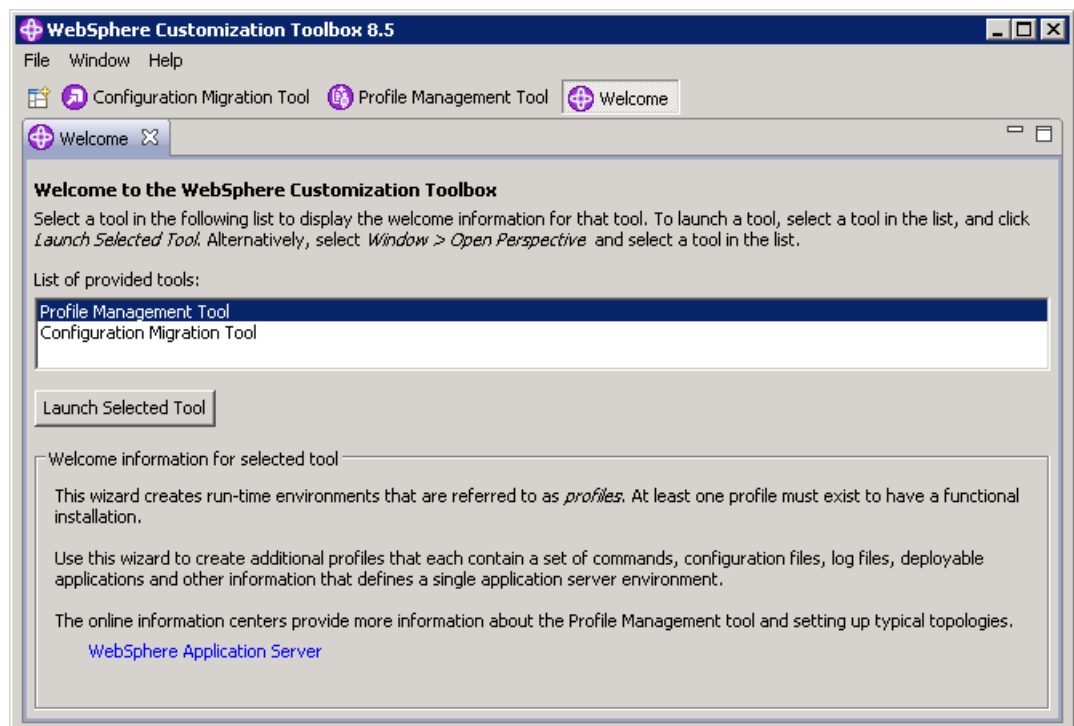 WebSphere Customization Toolbox 8.5
File Window Help
Configuration Migration Tool Profile Management Tool Welcome
Welcome
Welcome to the WebSphere Customization Toolbox
Select a tool in the following list to display the welcome information for that tool. To launch a tool, select a tool in the list, and click
Launch Selected Tool. Alternatively, select Window > Open Perspective and select a tool in the list.
List of provided tools:
Profile Management Tool
Configuration Migration Tool
Launch Selected Tool
Welcome information for selected tool
This wizard creates run-time environments that are referred to as profiles. At least one profile must exist to have a functional
installation.
Use this wizard to create additional profiles that each contain a set of commands, configuration files, log files, deployable
applications and other information that defines a single application server environment.
The online information centers provide more information about the Profile Management tool and setting up typical topologies.
WebSphere Application Server